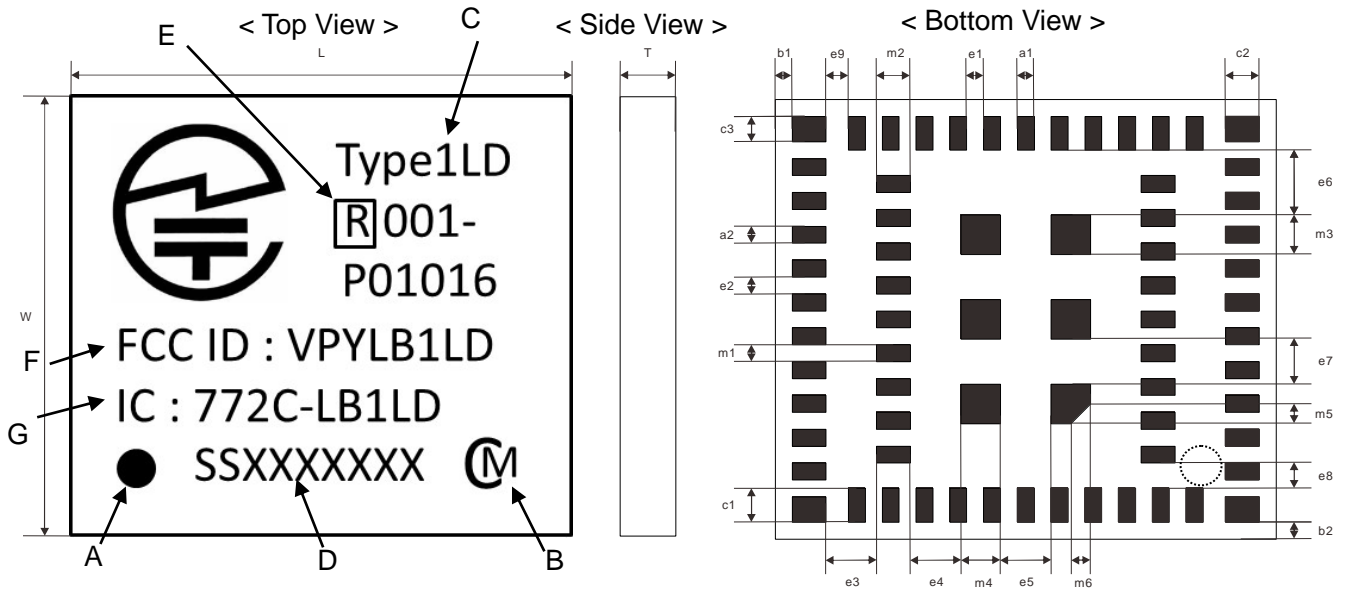 < Top View >
< Side View >
< Bottom View >
E
C
L
T
b1
e9
m2
e1
a1
c2
W
Type1LD
R 001-
P01016
FCC ID : VPYLB1LD
IC : 772C-LB1LD
SSXXXXXXX
CM
F
G
A
D
B
c3
a2
e2
m1
c1
e6
m3
e7
m5
e8
b2
e3
e4
m4
e5
m6